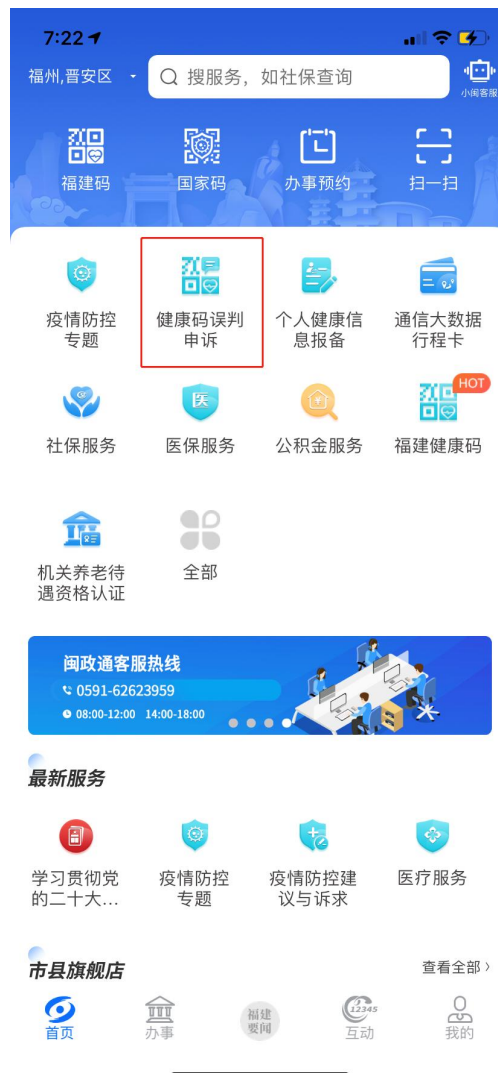 7:22
福州,晋安区
搜服务，如社保查询
小闽客服
福建码 国家码 办事预约 扫一扫
疫情防控 健康码误判 个人健康信 通信大数据
专题 申诉 息报备 行程卡
HOT
社保服务 医保服务 公积金服务 福建健康码
机关养老待 全部
遇资格认证
闽政通客服热线
0591-62623959
08:00-12:00 14:00-18:00
最新服务
学习贯彻党 疫情防控 疫情防控建 医疗服务
的二十大... 专题 议与诉求
市县旗舰店 查看全部
福建
要闻
12345
首页 办事 互动 我的